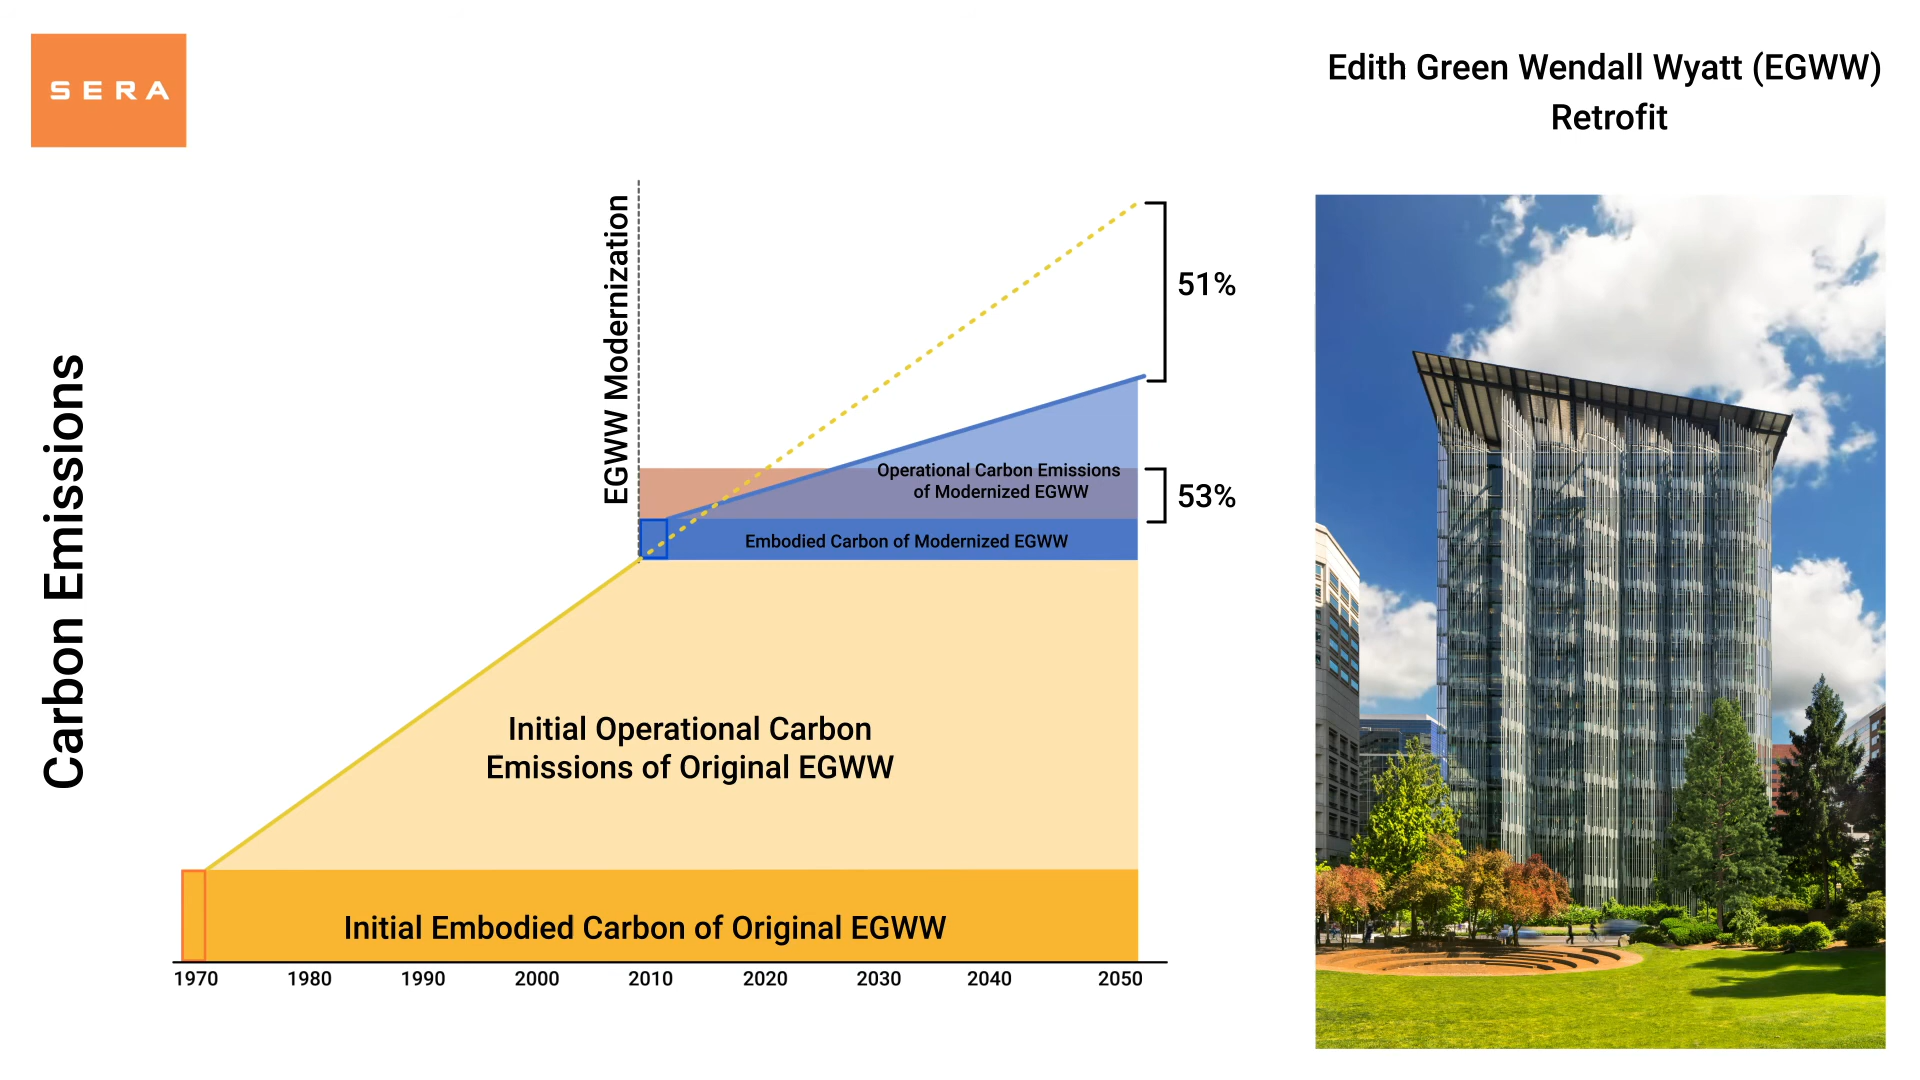 SERA
Edith Green Wendall Wyatt (EGWW)
Retrofit
Carbon Emissions
EGWW Modernization
51%
53%
Operational Carbon Emissions
of Modernized EGWW
Embodied Carbon of Modernized EGWW
Initial Operational Carbon
Emissions of Original EGWW
Initial Embodied Carbon of Original EGWW
1970 1980 1990 2000 2010 2020 2030 2040 2050